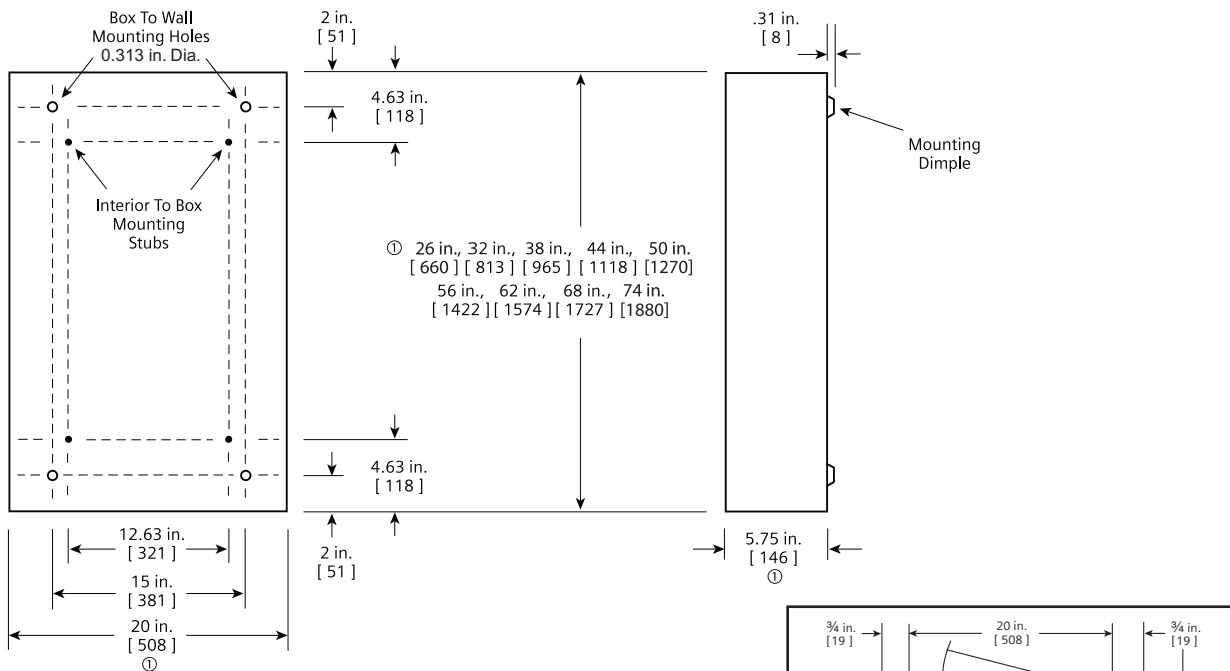 Box To Wall
Mounting Holes
0.313 in. Dia.
2 in.
[ 51 ]
.31 in.
[ 8 ]
4.63 in.
[ 118 ]
Mounting
Dimple
Interior To Box
Mounting
Stubs
① 26 in., 32 in., 38 in., 44 in., 50 in.
[ 660 ] [ 813 ] [ 965 ] [ 1118 ] [1270]
56 in., 62 in., 68 in., 74 in.
[ 1422 ] [ 1574 ] [ 1727 ] [1880]
4.63 in.
[ 118 ]
12.63 in.
[ 321 ]
2 in.
[ 51 ]
5.75 in.
[ 146 ]
①
15 in.
[ 381 ]
20 in.
[ 508 ]
①
¾ in.
[ 19 ]
20 in.
[ 508 ]
¾ in.
[19 ]